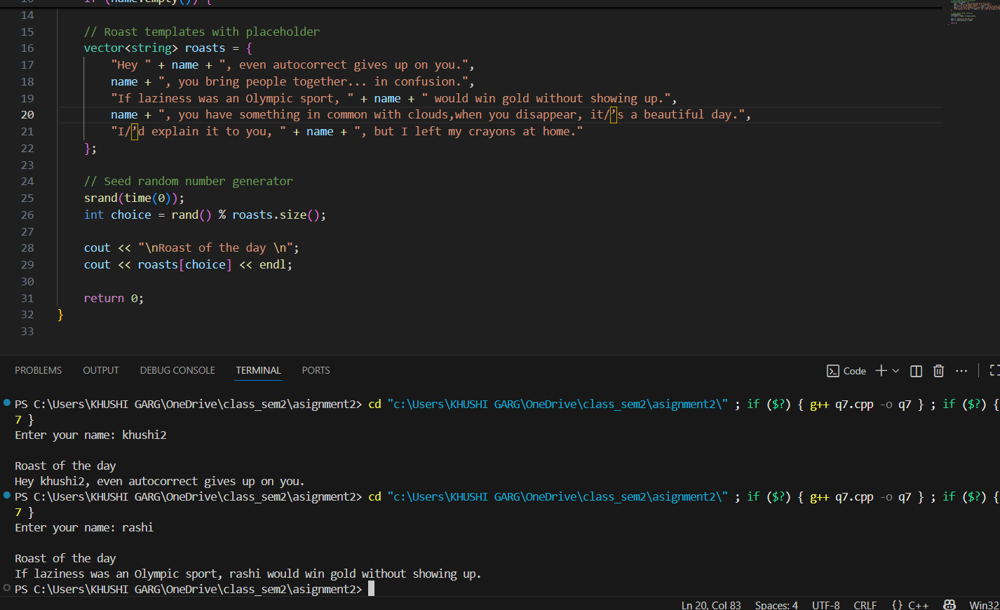 14
15 // Roast templates with placeholder
16 vector<string> roasts = {
17 "Hey " + name + ", even autocorrect gives up on you.",
18 name + ", you bring people together... in confusion.",
19 "If laziness was an Olympic sport, " + name + " would win gold without showing up.",
20 name + ", you have something in common with clouds,when you disappear, it/’s a beautiful day.",
21 "I/’d explain it to you, " + name + ", but I left my crayons at home."
22 };
23
24 // Seed random number generator
25 srand(time(0));
26 int choice = rand() % roasts.size();
27
28 cout << "\nRoast of the day \n";
29 cout << roasts[choice] << endl;
30
31 return 0;
32 }
33
PROBLEMS OUTPUT DEBUG CONSOLE TERMINAL PORTS Code
PS C:\Users\KHUSHI GARG\OneDrive\class_sem2\asignment2> cd "c:\Users\KHUSHI GARG\OneDrive\class_sem2\asignment2\" ; if ($?) { g++ q7.cpp -o q7 } ; if ($?) {
7 }
Enter your name: khushi2
Roast of the day
Hey khushi2, even autocorrect gives up on you.
PS C:\Users\KHUSHI GARG\OneDrive\class_sem2\asignment2> cd "c:\Users\KHUSHI GARG\OneDrive\class_sem2\asignment2\" ; if ($?) { g++ q7.cpp -o q7 } ; if ($?) {
7 }
Enter your name: rashi
Roast of the day
If laziness was an Olympic sport, rashi would win gold without showing up.
PS C:\Users\KHUSHI GARG\OneDrive\class_sem2\asignment2>
Ln 20, Col 83 Spaces: 4 UTF-8 CRLF {} C++ Win32